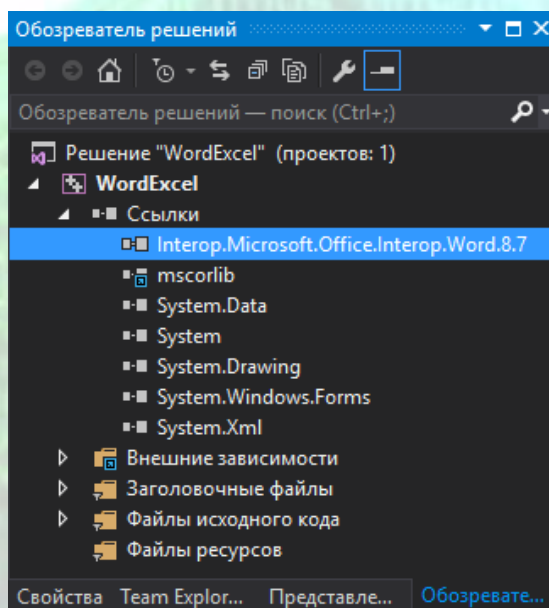 Обозреватель решений
Обозреватель решений — поиск (Ctrl+;)
Решение "WordExcel" (проектов: 1)
WordExcel
Ссылки
Interop.Microsoft.Office.Interop.Word.8.7
mscorlib
System.Data
System
System.Drawing
System.Windows.Forms
System.Xml
Внешние зависимости
Заголовочные файлы
Файлы исходного кода
Файлы ресурсов
Свойства Team Explor... Представле... Обозревате...